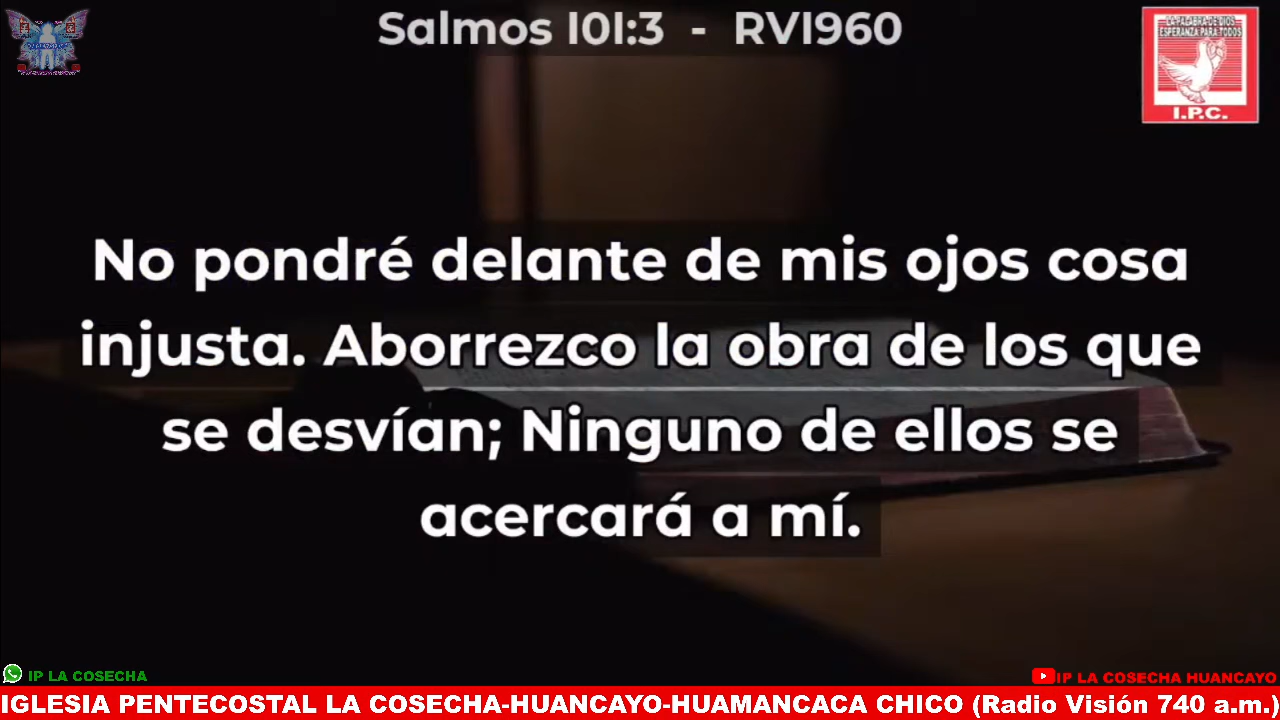 Salmos 101:3 - RV1960
LA PALABRA DE DIOS
ESPERANZA PARA TODOS
I.P.C.
No pondré delante de mis ojos cosa
injusta. Aborrezco la obra de los que
se desvían; Ninguno de ellos se
acercará a mí.
IP LA COSECHA
IP LA COSECHA HUANCAYO
IGLESIA PENTECOSTAL LA COSECHA-HUANCAYO-HUAMANCACA CHICO (Radio Visión 740 a.m.)